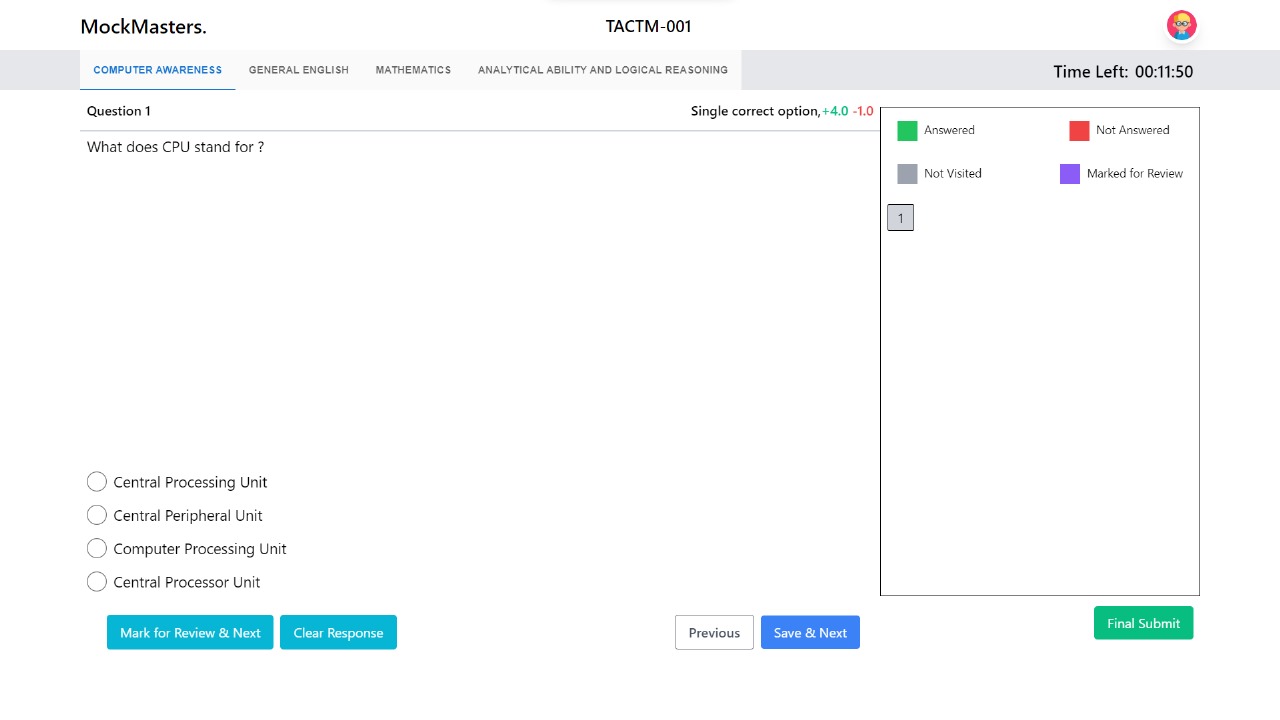 MockMasters.
TACTM-001
COMPUTER AWARENESS
GENERAL ENGLISH
MATHEMATICS
ANALYTICAL ABILITY AND LOGICAL REASONING
Time Left: 00:11:50
Question 1
Single correct option,+4.0 -1.0
What does CPU stand for ?
Answered
Not Answered
Not Visited
Marked for Review
1
Central Processing Unit
Central Peripheral Unit
Computer Processing Unit
Central Processor Unit
Mark for Review & Next
Clear Response
Previous
Save & Next
Final Submit